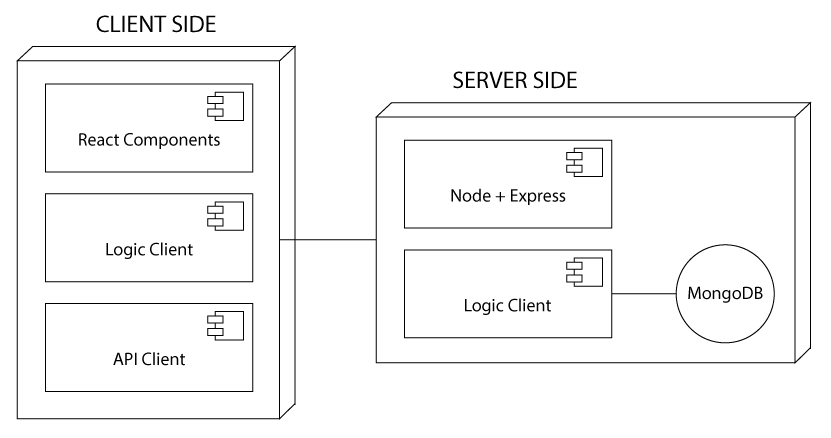 CLIENT SIDE
React Components
Logic Client
API Client
SERVER SIDE
Node + Express
Logic Client
MongoDB